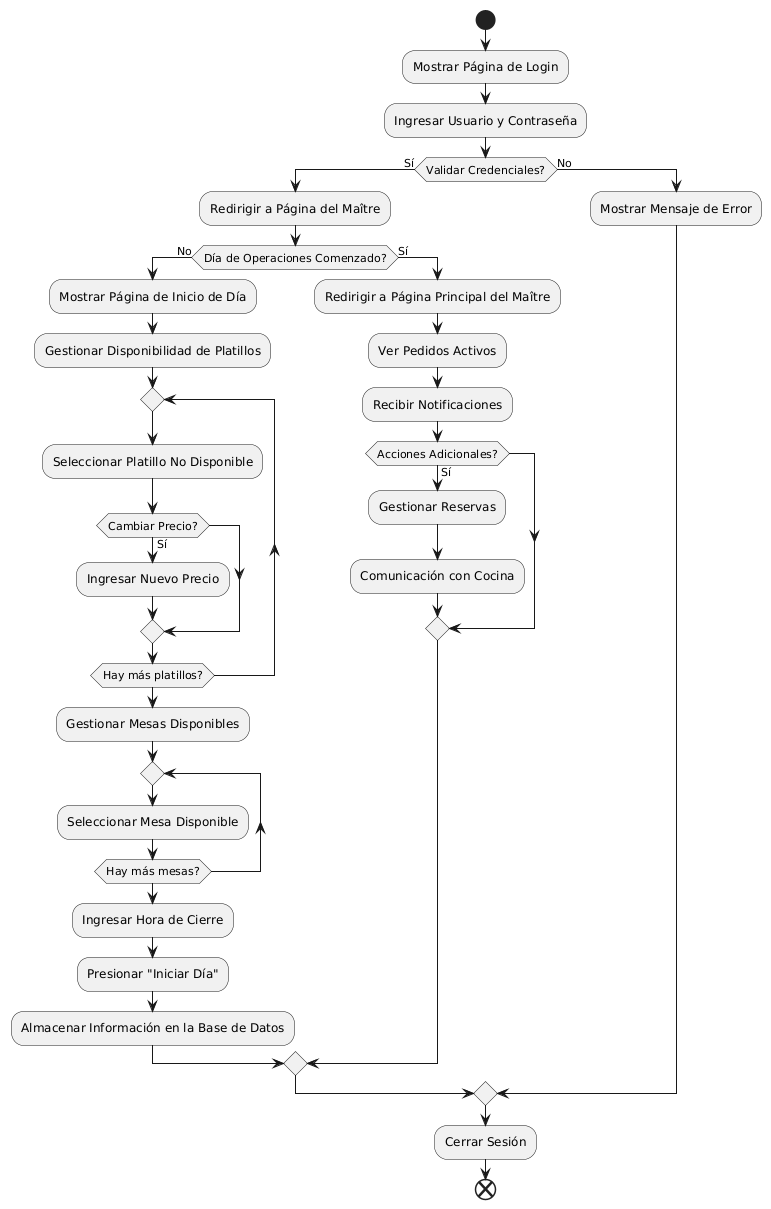 Mostrar Página de Login
Ingresar Usuario y Contraseña
Sí
Validar Credenciales?
No
Redirigir a Página del Maître
Mostrar Mensaje de Error
No
Día de Operaciones Comenzado?
Sí
Mostrar Página de Inicio de Día
Redirigir a Página Principal del Maître
Gestionar Disponibilidad de Platillos
Ver Pedidos Activos
Recibir Notificaciones
Seleccionar Platillo No Disponible
Acciones Adicionales?
Sí
Gestionar Reservas
Cambiar Precio?
Sí
Ingresar Nuevo Precio
Comunicación con Cocina
Hay más platillos?
Gestionar Mesas Disponibles
Seleccionar Mesa Disponible
Hay más mesas?
Ingresar Hora de Cierre
Presionar "Iniciar Día"
Almacenar Información en la Base de Datos
Cerrar Sesión